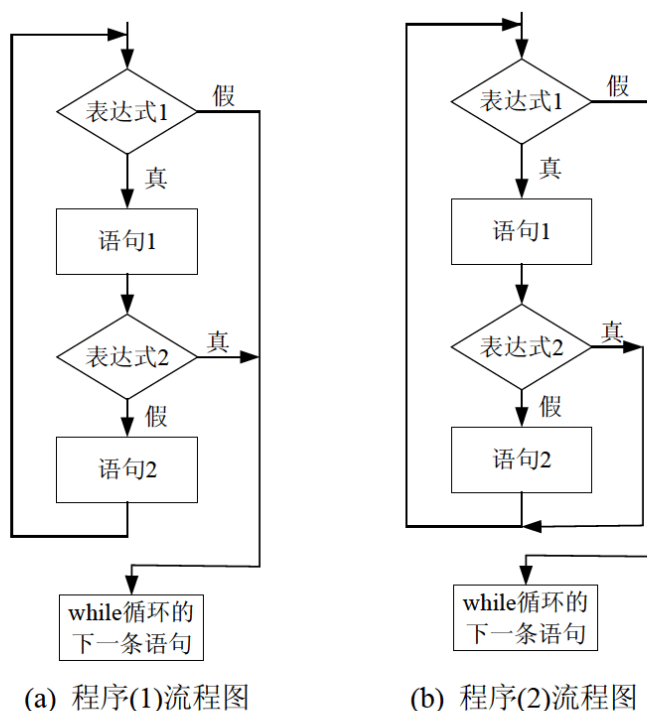 表达式1
假
真
语句1
表达式2
真
假
语句2
while循环的
下一条语句
(a) 程序(1)流程图
表达式1
假
真
语句1
表达式2
真
假
语句2
while循环的
下一条语句
(b) 程序(2)流程图